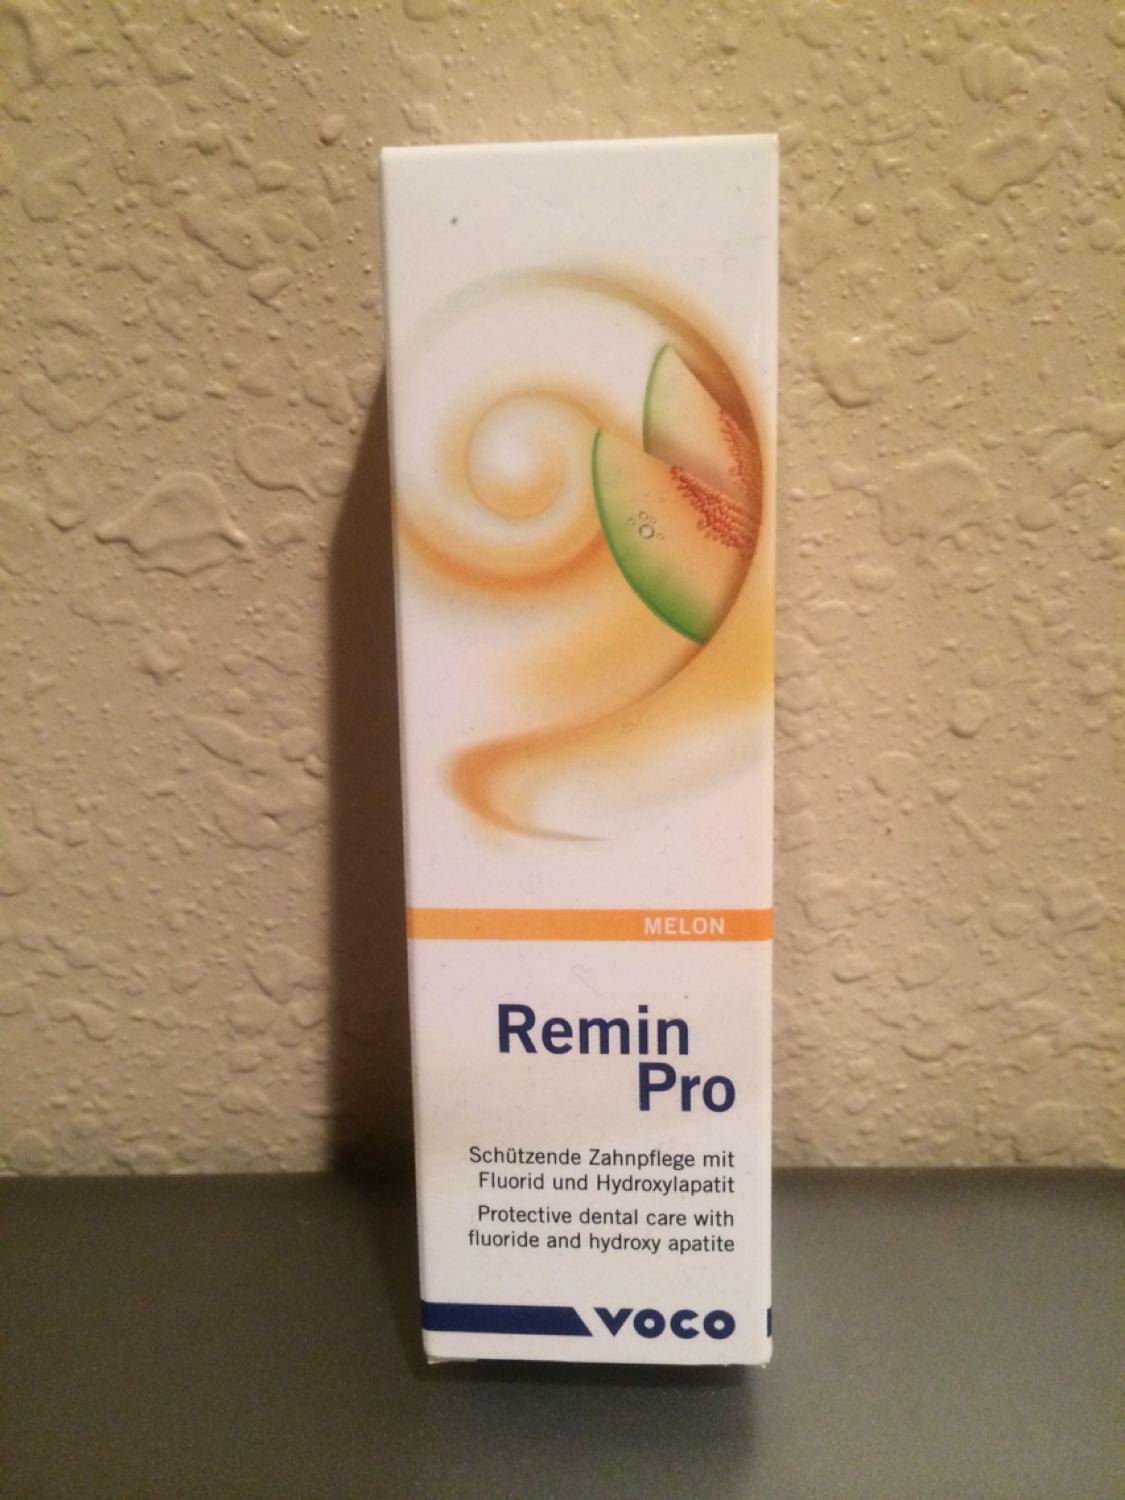 MELON
Remin
Pro
Schützende Zahnpflege mit
Fluorid und Hydroxylapatit
Protective dental care with
fluoride and hydroxy apatite
VOCO